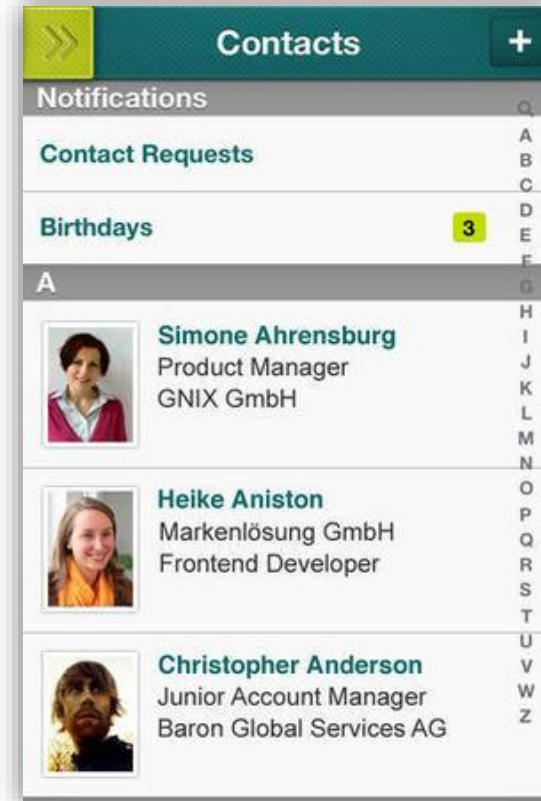 Contacts
+
Notifications
Contact Requests
Birthdays
3
A
Simone Ahrensburg
Product Manager
GNIX GmbH
Heike Aniston
Markenlösung GmbH
Frontend Developer
Christopher Anderson
Junior Account Manager
Baron Global Services AG
A
B
C
D
E
F
G
H
I
J
K
L
M
N
O
P
Q
R
S
T
U
V
W
Z